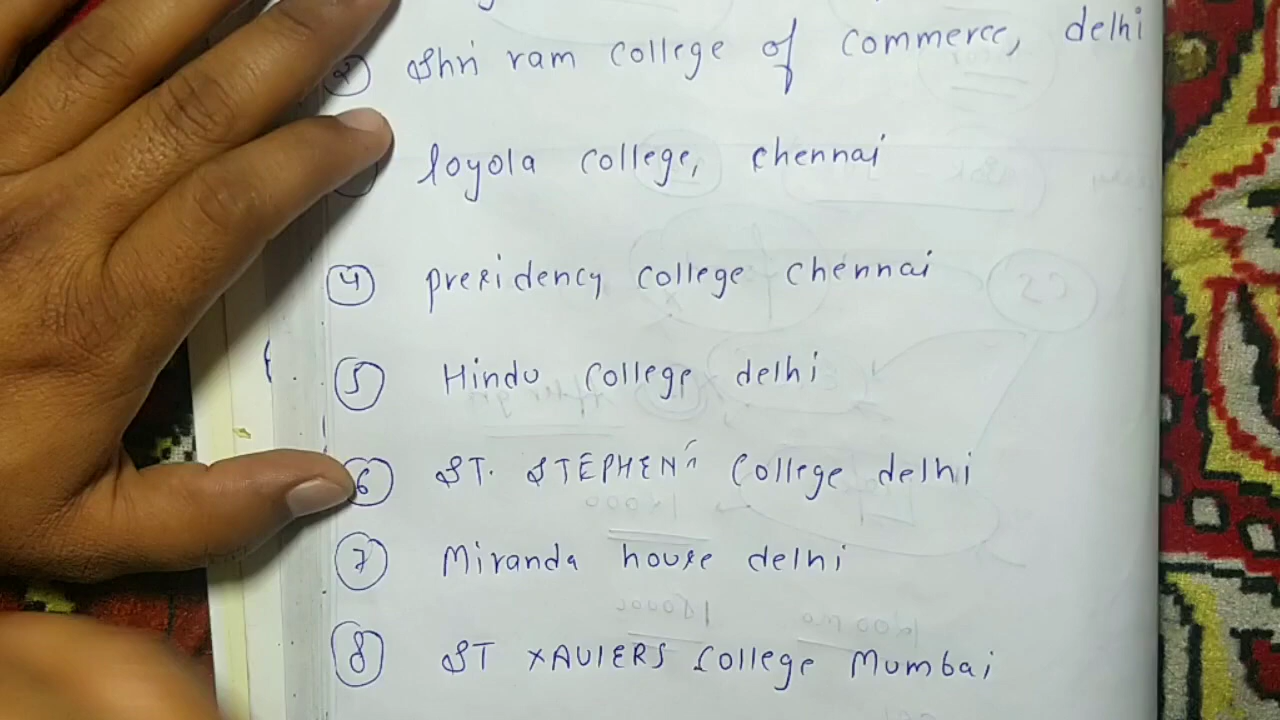 ② Shri ram college of commerce, delhi
loyola college, chennai
④ presidency college chennai
⑤ Hindu college delhi
⑥ ST. STEPHEN'S college delhi
⑦ Miranda house delhi
⑧ ST XAVIERS college Mumbai